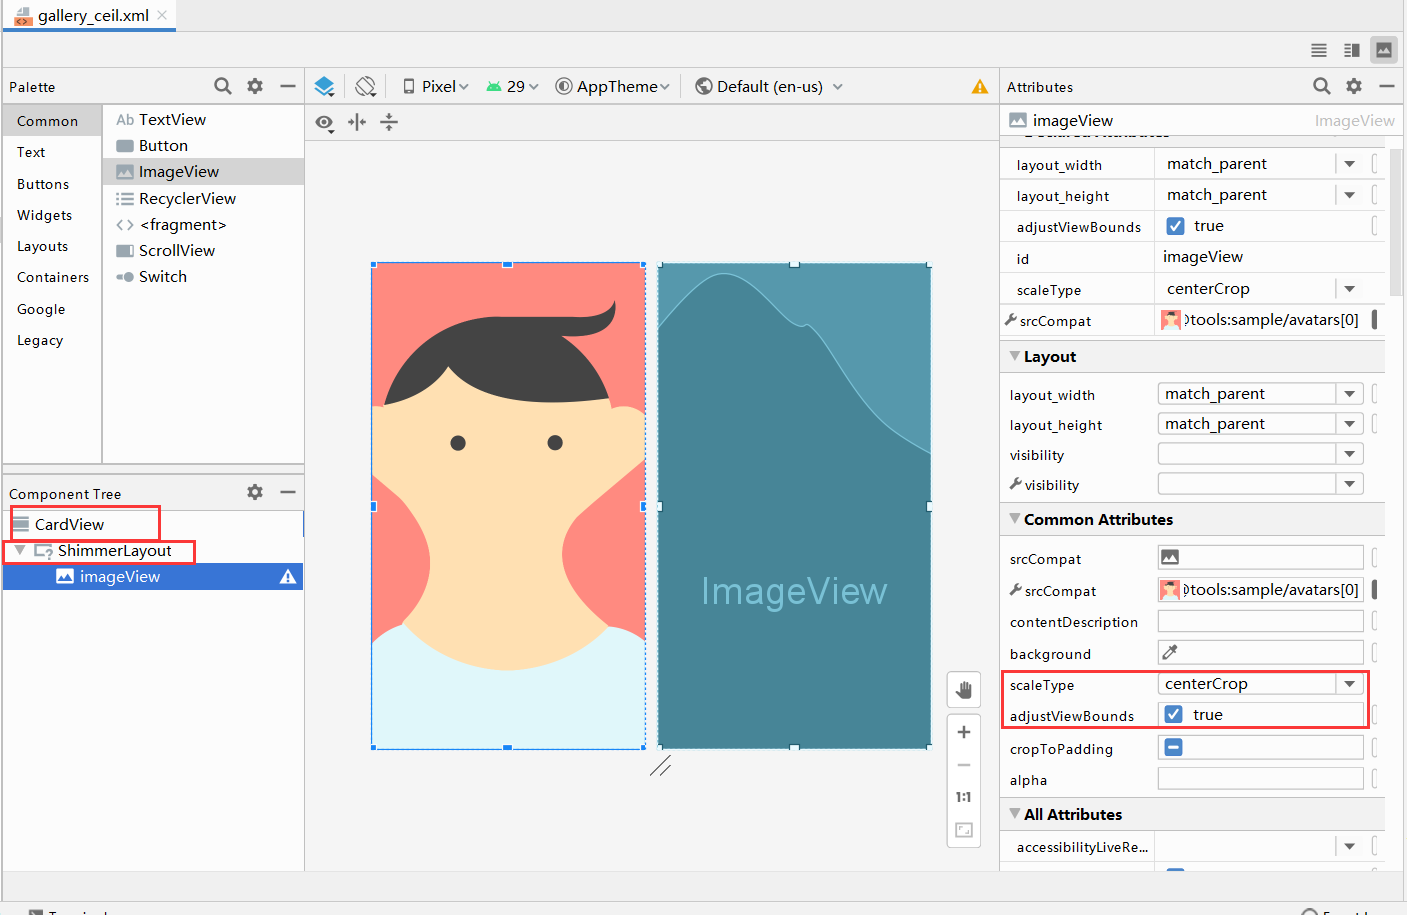 gallery_ceil.xml
Palette
Pixel
29
AppTheme
Default (en-us)
Attributes
Common
Text
Buttons
Widgets
Layouts
Containers
Google
Legacy
Ab TextView
Button
ImageView
RecyclerView
<fragment>
ScrollView
Switch
Component Tree
CardView
ShimmerLayout
imageView
ImageView
1:1
imageView ImageView
Declared Attributes
layout_width match_parent
layout_height match_parent
adjustViewBounds true
id imageView
scaleType centerCrop
srcCompat @tools:sample/avatars[0]
Layout
layout_width match_parent
layout_height match_parent
visibility
visibility
Common Attributes
srcCompat
srcCompat @tools:sample/avatars[0]
contentDescription
background
scaleType centerCrop
adjustViewBounds true
cropToPadding
alpha
All Attributes
accessibilityLiveRe...